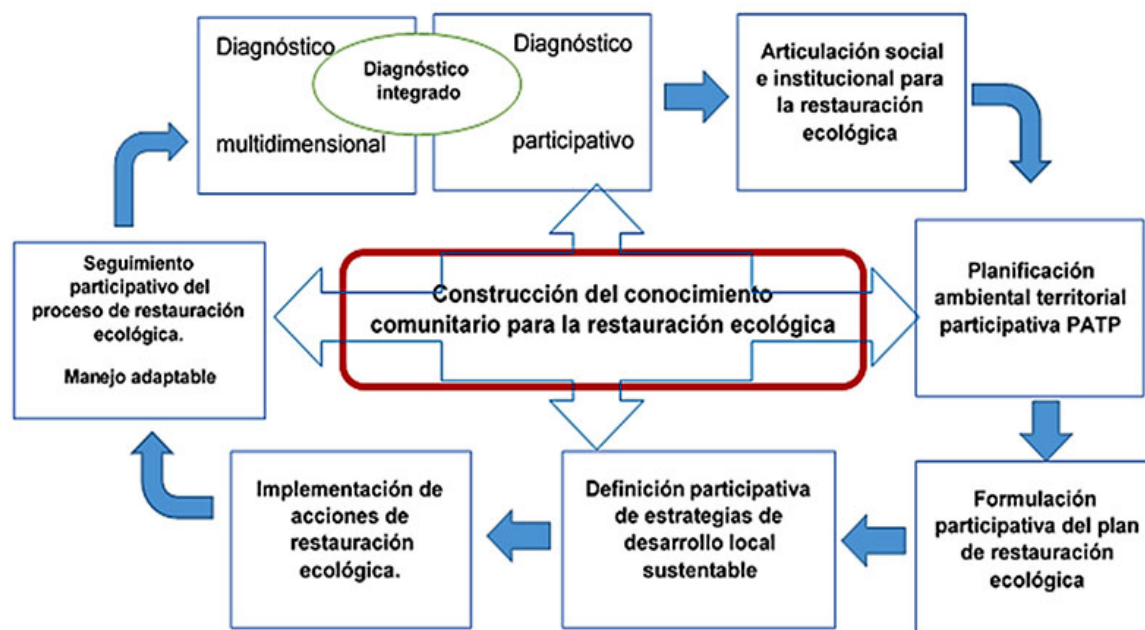 Diagnóstico
multidimensional
Diagnóstico
integrado
Diagnóstico
participativo
Articulación social
e institucional para
la restauración
ecológica
Planificación
ambiental territorial
participativa PATP
Formulación
participativa del plan
de restauración
ecológica
Definición participativa
de estrategias de
desarrollo local
sustentable
Implementación de
acciones de
restauración
ecológica.
Seguimiento
participativo del
proceso de restauración
ecológica.
Manejo adaptable
Construcción del conocimiento
comunitario para la restauración ecológica